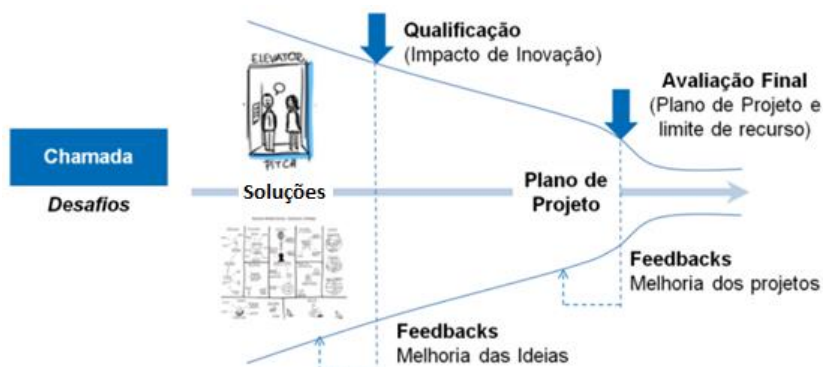 Qualificação
(Impacto de Inovação)
ELEVATOR
PITCH
Avaliação Final
(Plano de Projeto e
limite de recurso)
Chamada
Desafios
Soluções
Plano de
Projeto
Feedbacks
Melhoria dos projetos
Feedbacks
Melhoria das Ideias